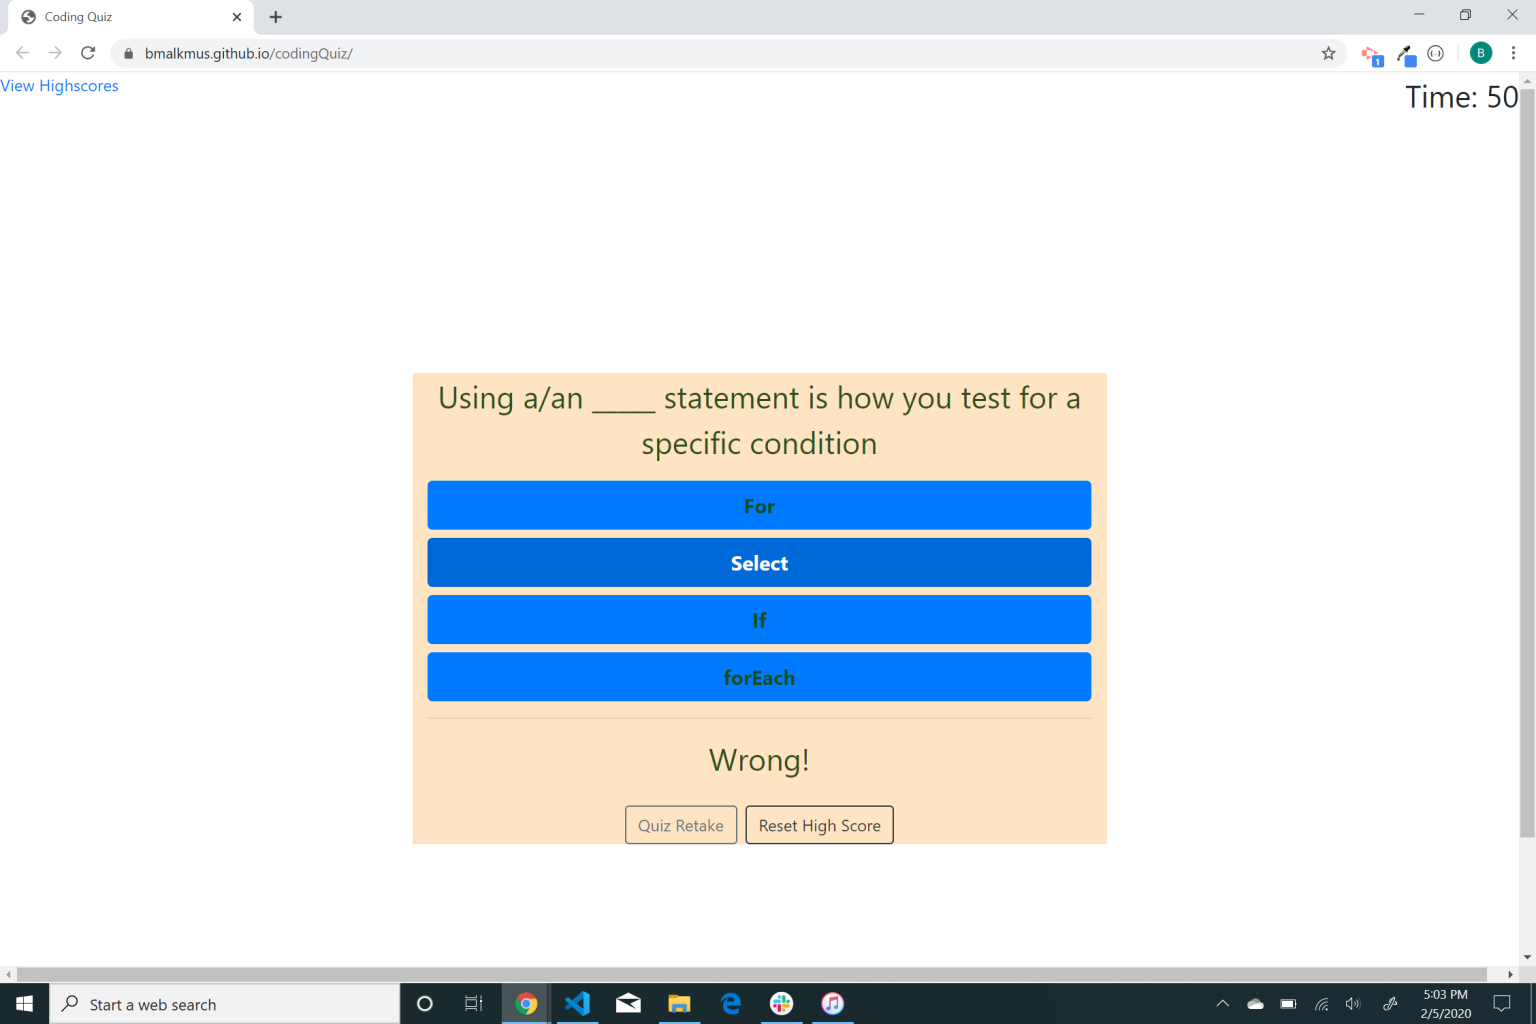 Coding Quiz
bmalkmus.github.io/codingQuiz/
1
B
View Highscores
Time: 50
Using a/an _____ statement is how you test for a
specific condition
For
Select
If
forEach
Wrong!
Quiz Retake
Reset High Score
Start a web search
5:03 PM
2/5/2020